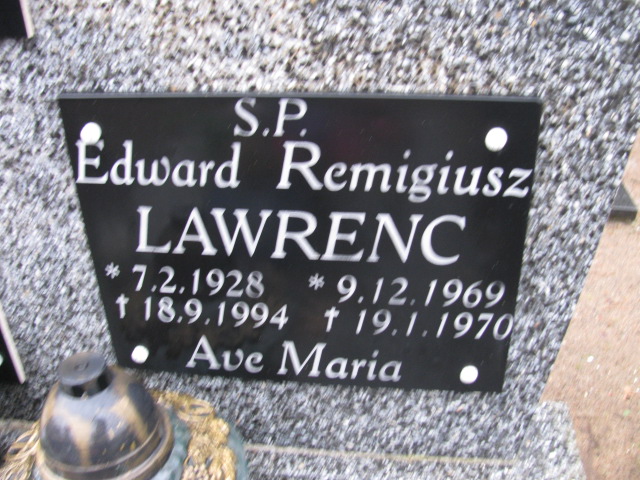 S.P.
Edward Remigiusz
LAWRENC
* 7.2.1928 * 9.12.1969
† 18.9.1994 † 19.1.1970
Ave Maria